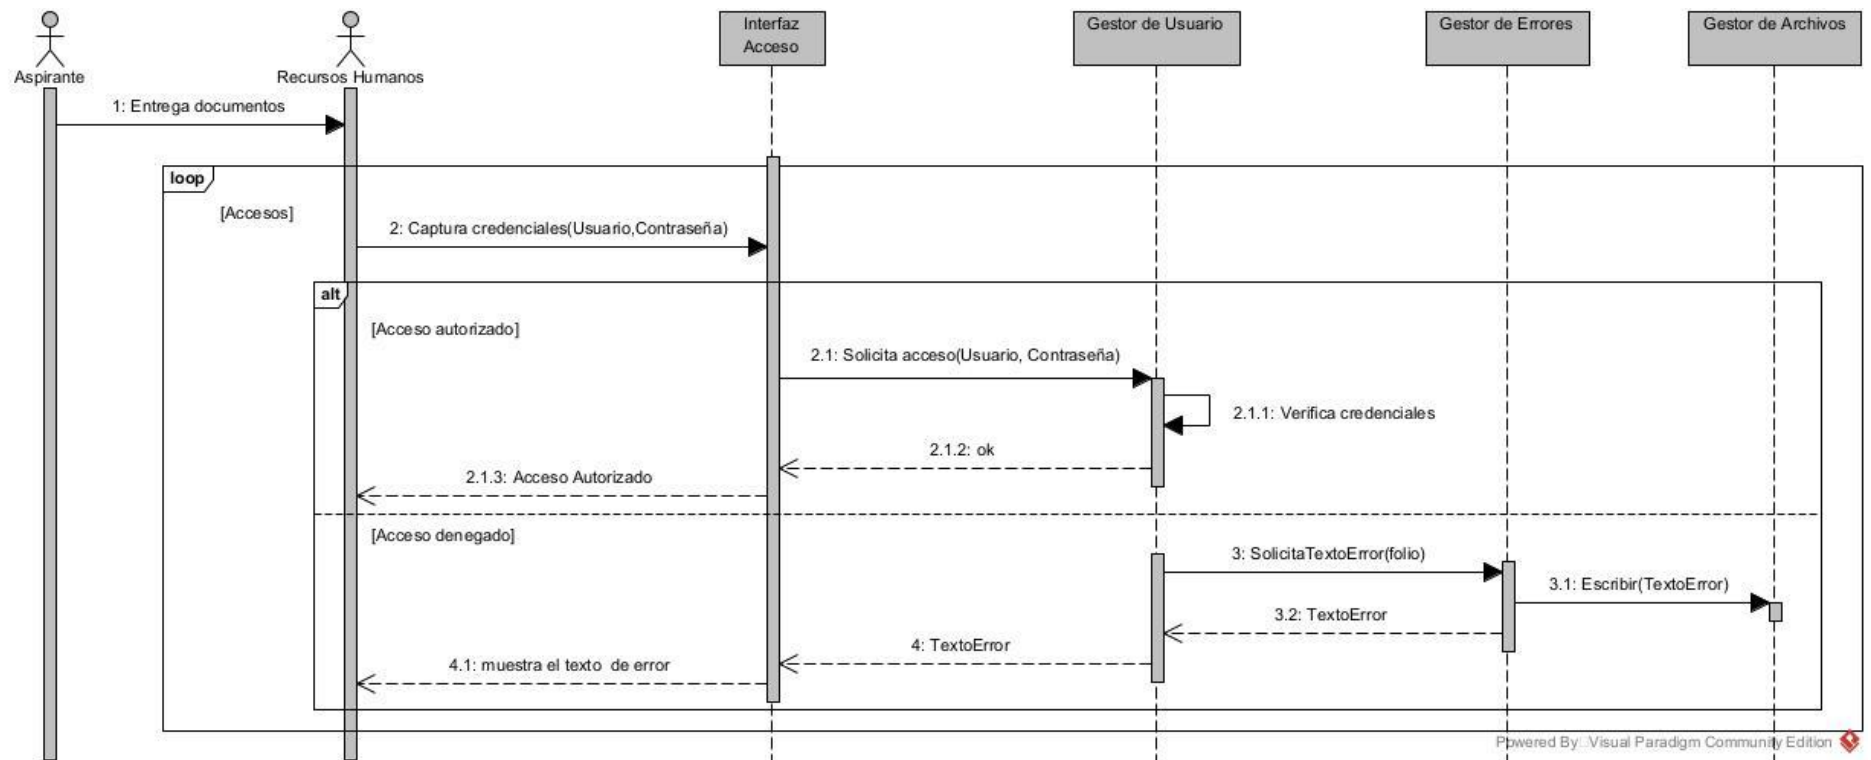 Interfaz
Acceso
Gestor de Usuario
Gestor de Errores
Gestor de Archivos
Aspirante
Recursos Humanos
1: Entrega documentos
loop
[Accesos]
2: Captura credenciales(Usuario,Contraseña)
alt
[Acceso autorizado]
2.1: Solicita acceso(Usuario, Contraseña)
2.1.1: Verifica credenciales
2.1.2: ok
2.1.3: Acceso Autorizado
[Acceso denegado]
3: SolicitaTextoError(folio)
3.1: Escribir(TextoError)
3.2: TextoError
4: TextoError
4.1: muestra el texto de error
Powered By Visual Paradigm Community Edition